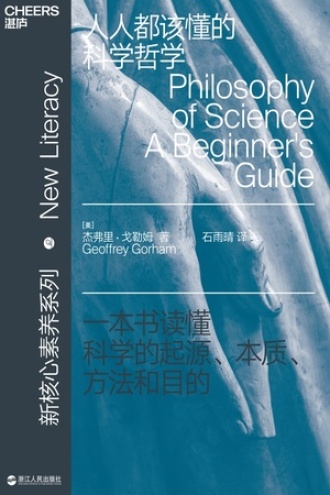 CHEERS
湛庐
人人都该懂的
科学哲学
Philosophy
of Science
A Beginner's
Guide
[美]
杰弗里·戈勒姆 著
Geoffrey Gorham
石雨晴 译
一本书读懂
科学的起源、本质、
方法和目的
新核心素养系列
New Literacy
浙江人民出版社